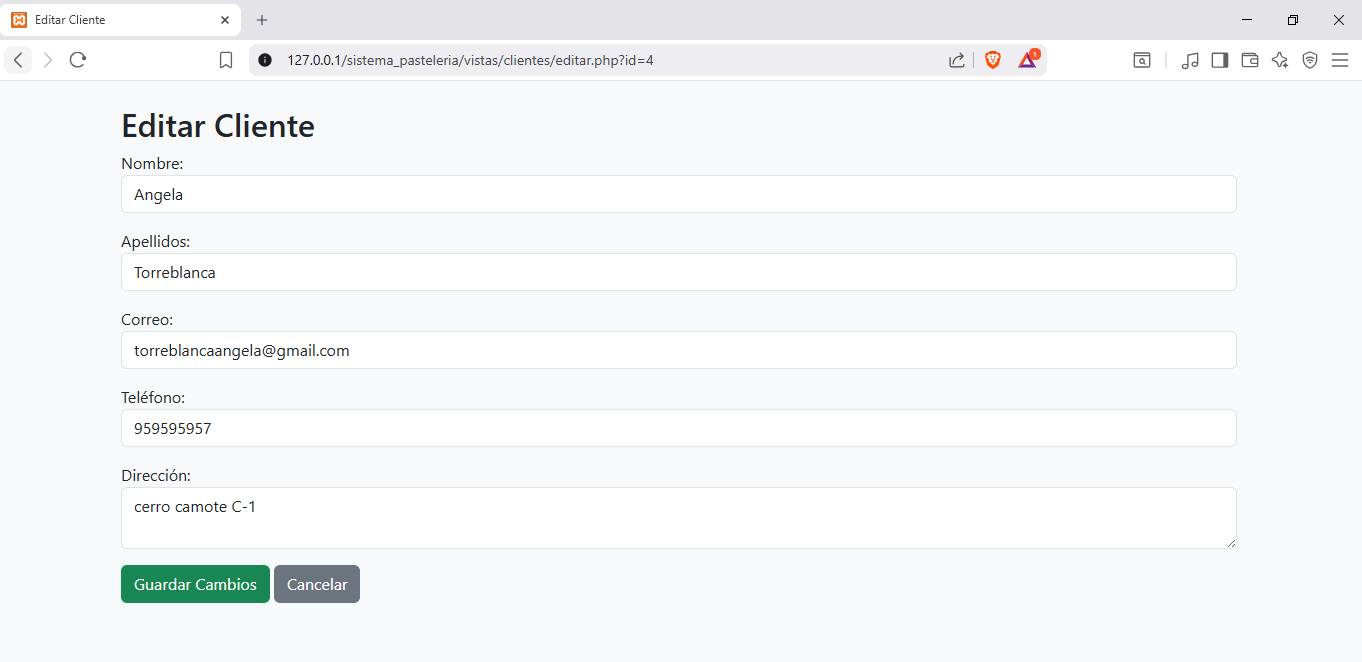 Editar Cliente
127.0.0.1/sistema_pasteleria/vistas/clientes/editar.php?id=4
1
Editar Cliente
Nombre:
Angela
Apellidos:
Torreblanca
Correo:
torreblancaangela@gmail.com
Teléfono:
959595957
Dirección:
cerro camote C-1
Guardar Cambios Cancelar